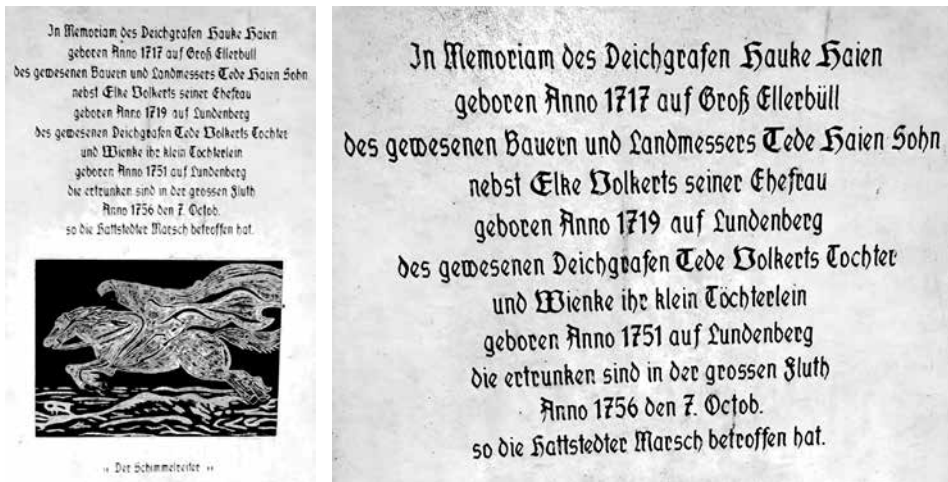 In Memoriam des Deichgrafen Hauke Haien
geboren Anno 1717 auf Groß Ellerbüll
des gewesenen Bauern und Landmessers Tede Haien Sohn
nebst Elke Volkerts seiner Ehefrau
geboren Anno 1719 auf Lundenberg
des gewesenen Deichgrafen Tede Volkerts Tochter
und Wienke ihr klein Töchterlein
geboren Anno 1751 auf Lundenberg
die ertrunken sind in der grossen Fluth
Anno 1756 den 7. Octob.
so die Hattstedter Marsch betroffen hat.
„ Der Schimmelreiter "
In Memoriam des Deichgrafen Hauke Haien
geboren Anno 1717 auf Groß Ellerbüll
des gewesenen Bauern und Landmessers Tede Haien Sohn
nebst Elke Volkerts seiner Ehefrau
geboren Anno 1719 auf Lundenberg
des gewesenen Deichgrafen Tede Volkerts Tochter
und Wienke ihr klein Töchterlein
geboren Anno 1751 auf Lundenberg
die ertrunken sind in der grossen Fluth
Anno 1756 den 7. Octob.
so die Hattstedter Marsch betroffen hat.